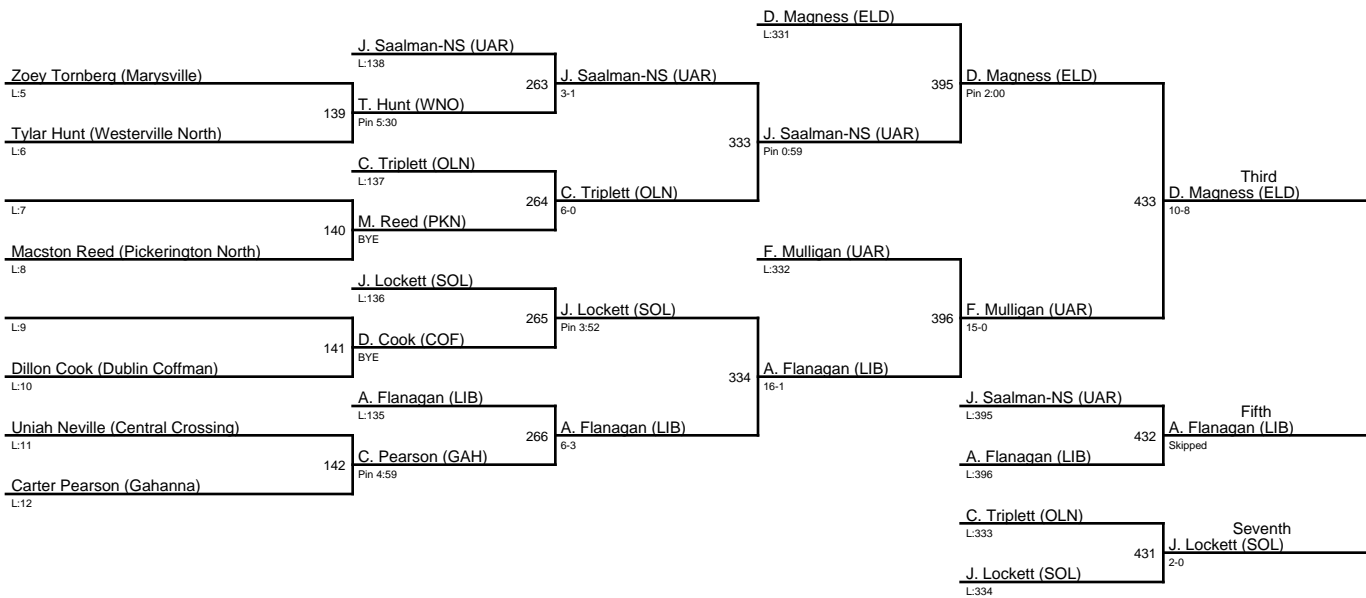 D. Magness (ELD)
L:331
J. Saalman-NS (UAR)
L:138
Zoey Tornberg (Marysville)
L:5
263
J. Saalman-NS (UAR)
3-1
395
D. Magness (ELD)
Pin 2:00
139
T. Hunt (WNO)
Pin 5:30
Tylar Hunt (Westerville North)
L:6
333
J. Saalman-NS (UAR)
Pin 0:59
C. Triplett (OLN)
L:137
Third
L:7
264
C. Triplett (OLN)
6-0
433
D. Magness (ELD)
10-8
140
M. Reed (PKN)
BYE
Macston Reed (Pickerington North)
L:8
F. Mulligan (UAR)
L:332
J. Lockett (SOL)
L:136
L:9
265
J. Lockett (SOL)
Pin 3:52
396
F. Mulligan (UAR)
15-0
141
D. Cook (COF)
BYE
Dillon Cook (Dublin Coffman)
L:10
334
A. Flanagan (LIB)
16-1
A. Flanagan (LIB)
L:135
J. Saalman-NS (UAR)
L:395
Fifth
Uniah Neville (Central Crossing)
L:11
266
A. Flanagan (LIB)
6-3
432
A. Flanagan (LIB)
Skipped
142
C. Pearson (GAH)
Pin 4:59
A. Flanagan (LIB)
L:396
Carter Pearson (Gahanna)
L:12
C. Triplett (OLN)
L:333
Seventh
431
J. Lockett (SOL)
2-0
J. Lockett (SOL)
L:334